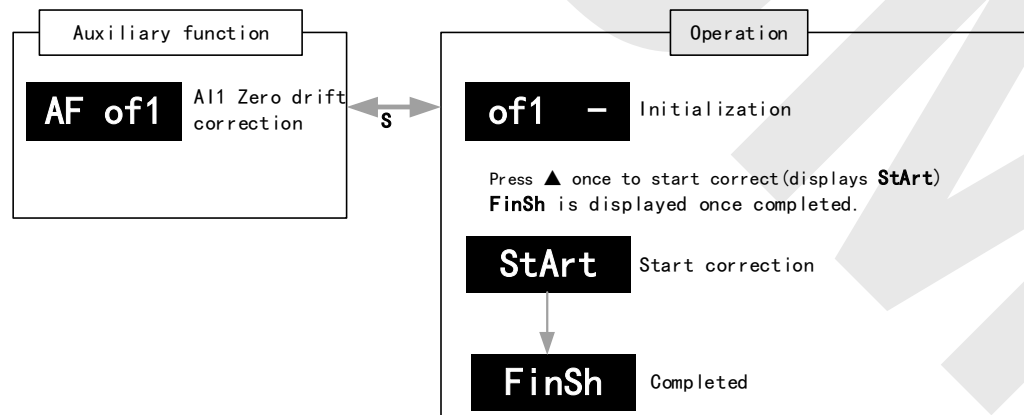 Auxiliary function
AF of1
AI1 Zero drift
correction
S
Operation
of1 －
Initialization
Press ▲ once to start correct(displays StArt)
FinSh is displayed once completed.
StArt
Start correction
FinSh
Completed